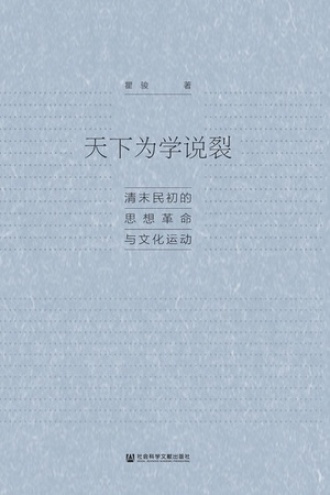 瞿骏 著
天下为学说裂
清末民初的
思想革命
与文化运动
社会科学文献出版社